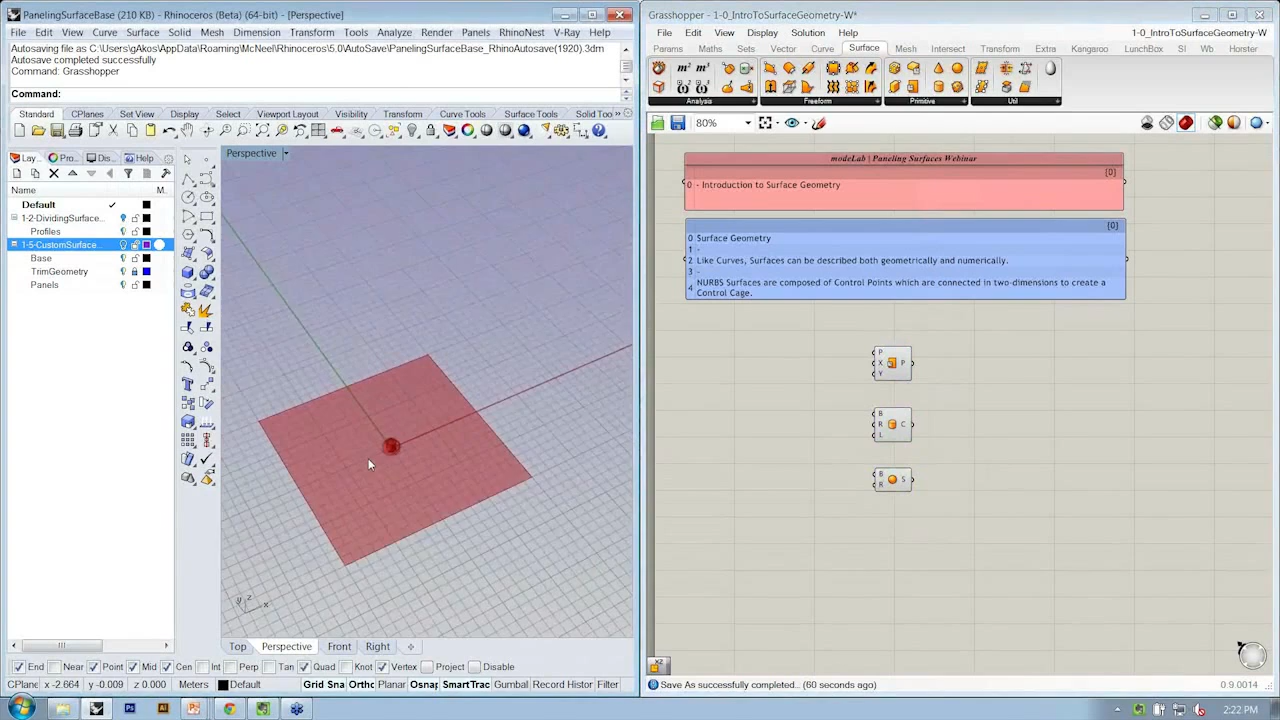 PanelingSurfaceBase (210 KB) - Rhinoceros (Beta) (64-bit) - [Perspective]
File Edit View Curve Surface Solid Mesh Dimension Transform Tools Analyze Render Panels RhinoNest V-Ray Help
Autosaving file as C:\Users\gAkos\AppData\Roaming\McNeel\Rhinoceros\5.0\AutoSave\PanelingSurfaceBase_RhinoAutosave(1920).3dm
Autosave completed successfully
Command: Grasshopper
Command:
Standard CPlanes Set View Display Select Viewport Layout Visibility Transform Curve Tools Surface Tools Solid Too »
Lay... Pro... Dis... Help
Name M.
Default
1-2-DividingSurface...
Profiles
1-5-CustomSurface...
Base
TrimGeometry
Panels
Perspective
z
y
x
Top Perspective Front Right
End Near Point Mid Cen Int Perp Tan Quad Knot Vertex Project Disable
CPlane x -2.664 y -0.009 z 0.000 Meters Default Grid Sna Ortho Planar Osnap SmartTrac Gumbal Record Histor Filter
Grasshopper - 1-0_IntroToSurfaceGeometry-W*
File Edit View Display Solution Help 1-0_IntroToSurfaceGeometry-W
Params Maths Sets Vector Curve Surface Mesh Intersect Transform Extra Kangaroo LunchBox SI Wb Horster
Analysis Freeform Primitive Util
80%
modeLab | Paneling Surfaces Webinar
{0}
0 - Introduction to Surface Geometry
{0}
0 Surface Geometry
1 -
2 Like Curves, Surfaces can be described both geometrically and numerically.
3 -
4 NURBS Surfaces are composed of Control Points which are connected in two-dimensions to create a
Control Cage.
P
X P
Y
B
R C
L
B
R S
Save As successfully completed... (60 seconds ago) 0.9.0014
2:22 PM